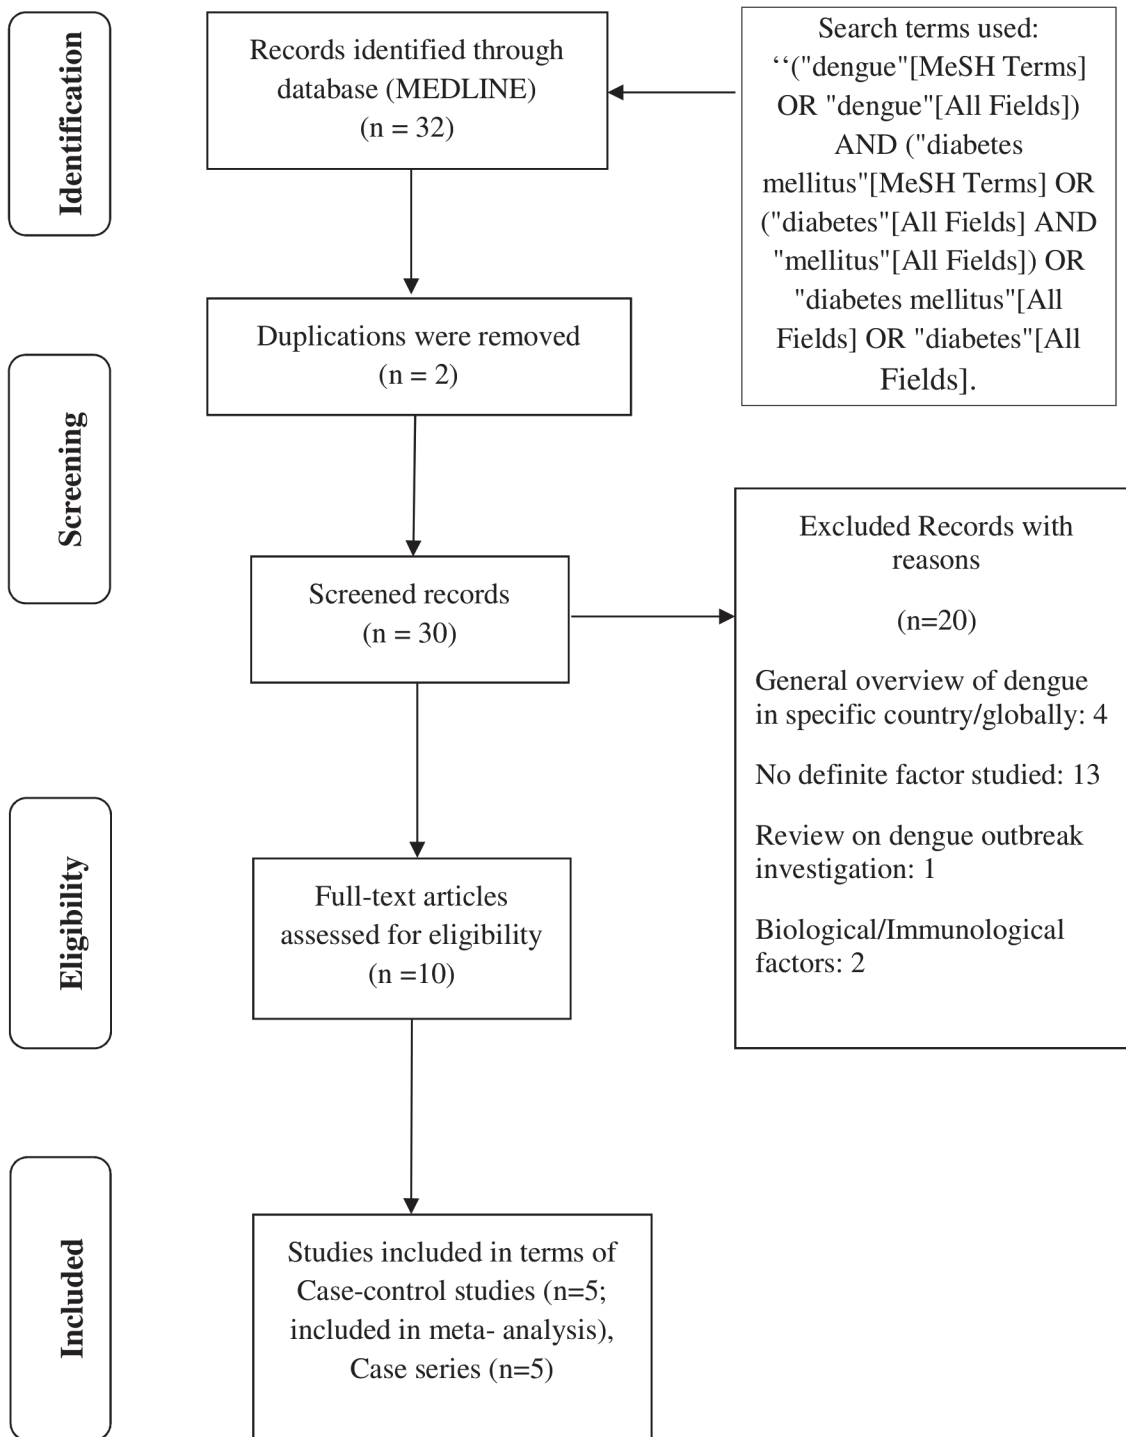 Identification
Records identified through
database (MEDLINE)
(n = 32)
Search terms used:
‘‘("dengue"[MeSH Terms]
OR "dengue"[All Fields])
AND ("diabetes
mellitus"[MeSH Terms] OR
("diabetes"[All Fields] AND
"mellitus"[All Fields]) OR
"diabetes mellitus"[All
Fields] OR "diabetes"[All
Fields].
Duplications were removed
(n = 2)
Screening
Screened records
(n = 30)
Excluded Records with
reasons
(n=20)
General overview of dengue
in specific country/globally: 4
No definite factor studied: 13
Review on dengue outbreak
investigation: 1
Biological/Immunological
factors: 2
Eligibility
Full-text articles
assessed for eligibility
(n =10)
Included
Studies included in terms of
Case-control studies (n=5;
included in meta- analysis),
Case series (n=5)